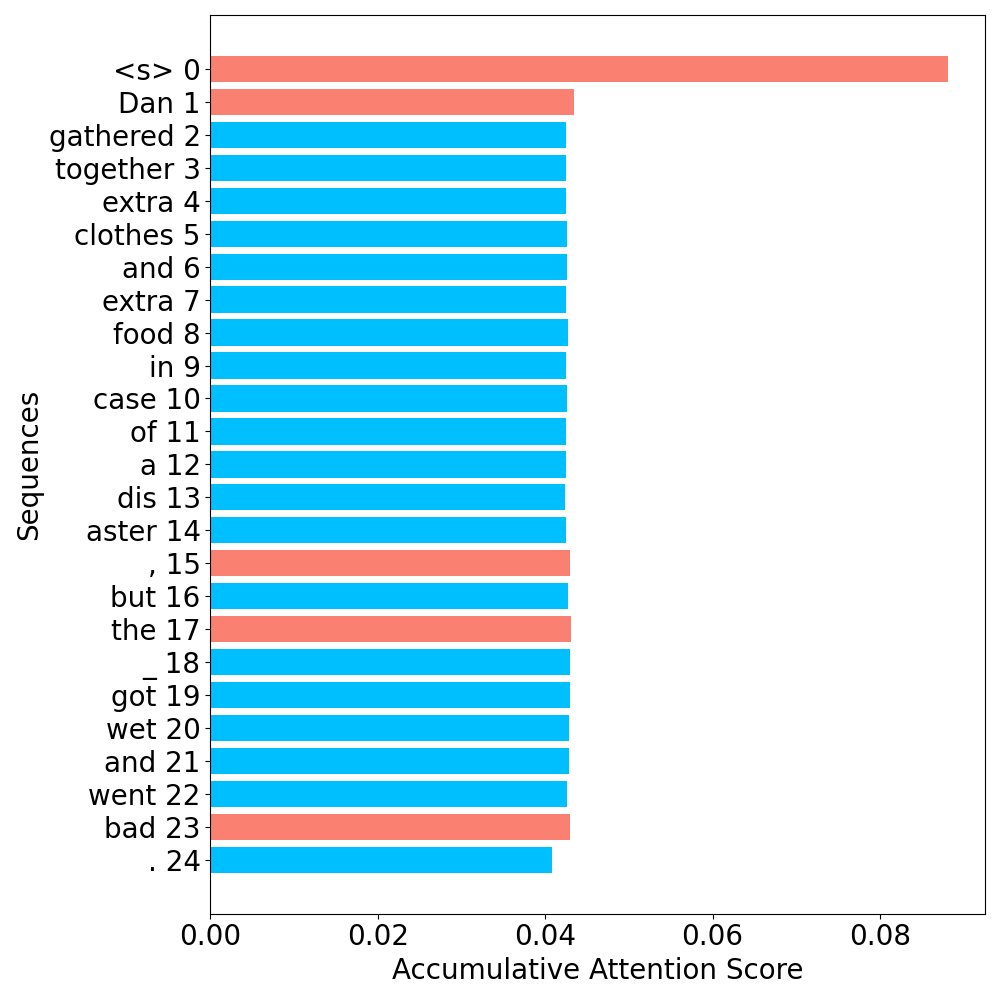 <s> 0
Dan 1
gathered 2
together 3
extra 4
clothes 5
and 6
extra 7
food 8
in 9
case 10
of 11
a 12
dis 13
aster 14
, 15
but 16
the 17
_ 18
got 19
wet 20
and 21
went 22
bad 23
. 24
Sequences
0.00 0.02 0.04 0.06 0.08
Accumulative Attention Score